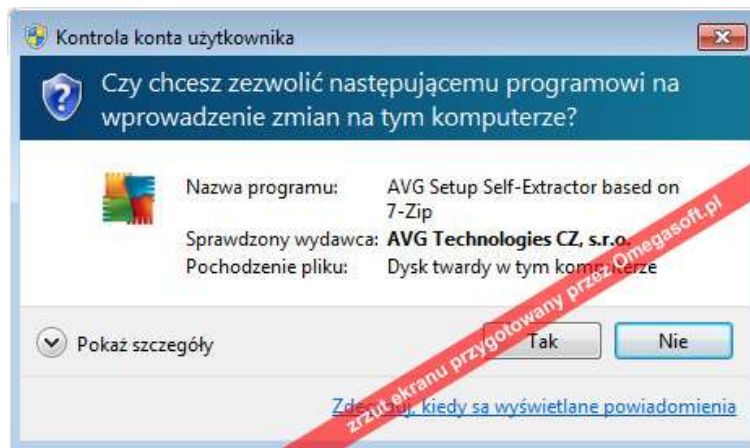 Kontrola konta użytkownika
Czy chcesz zezwolić następującemu programowi na
wprowadzenie zmian na tym komputerze?
Nazwa programu: AVG Setup Self-Extractor based on
7-Zip
Sprawdzony wydawca: AVG Technologies CZ, s.r.o.
Pochodzenie pliku: Dysk twardy w tym komputerze
Pokaż szczegóły
Tak
Nie
kiedy są wyświetlane powiadomienia
zrzut ekranu przygotowany przez Omegasoft.pl